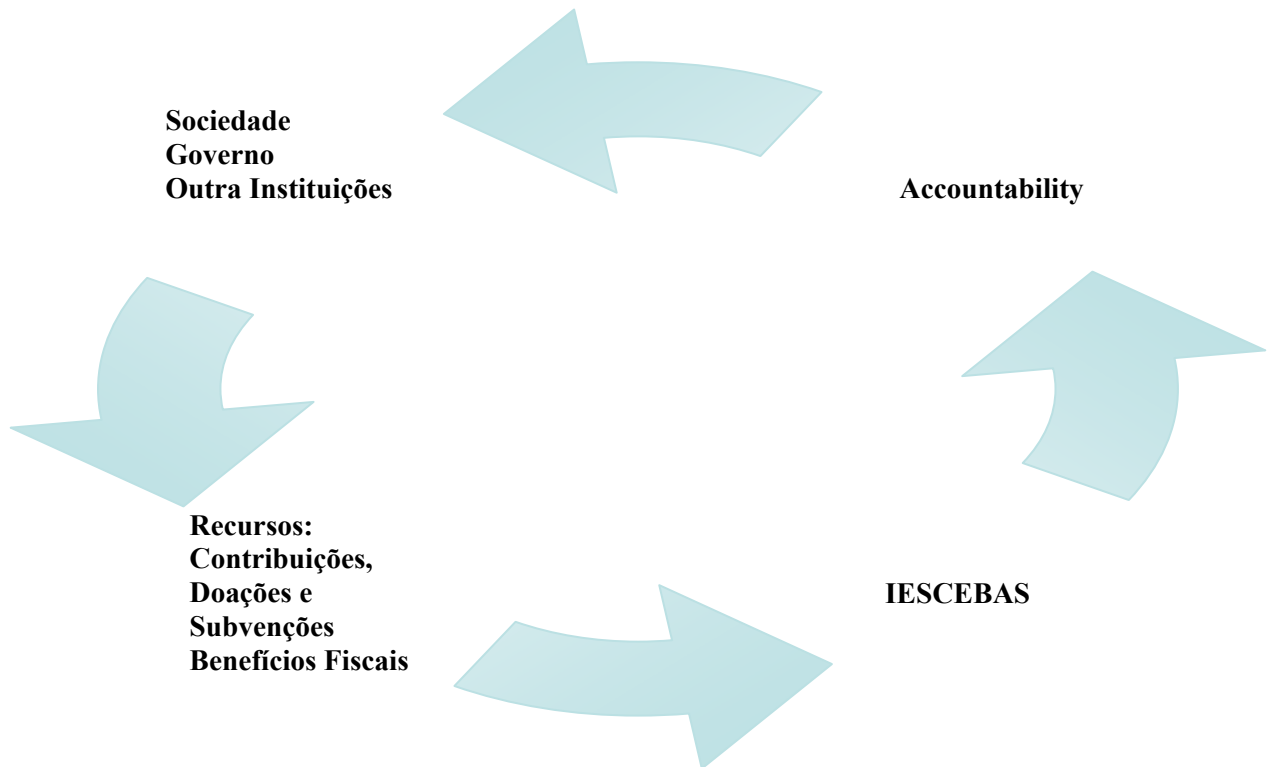 Sociedade
Governo
Outra Instituições
Accountability
Recursos:
Contribuições,
Doações e
Subvenções
Benefícios Fiscais
IESCEBAS